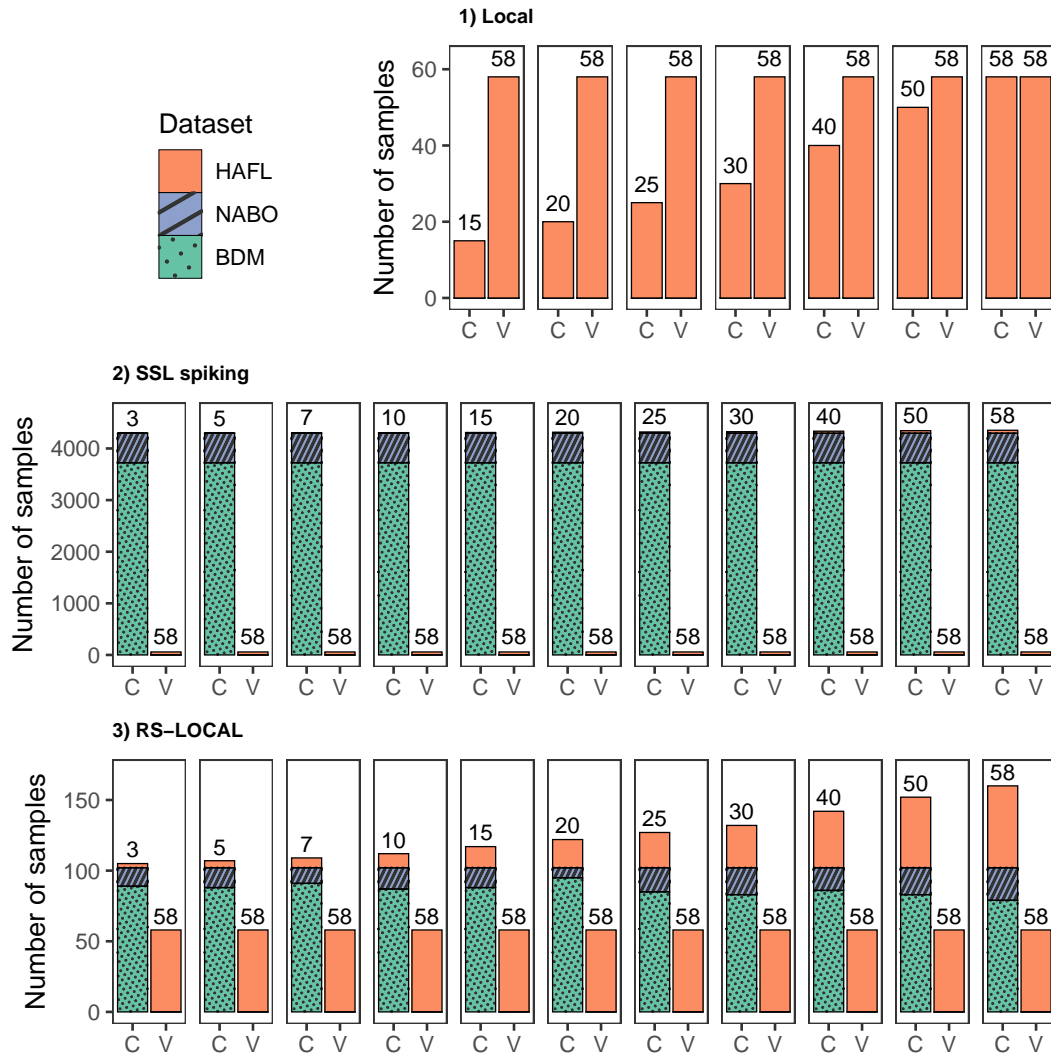 1) Local
Number of samples
60
40
20
0
15 58
20 58
25 58
30 58
40 58
50 58
58 58
C V C V C V C V C V C V C V
Dataset
HAFL
NABO
BDM
2) SSL spiking
Number of samples
4000
3000
2000
1000
0
3 5 7 10 15 20 25 30 40 50 58
58 58 58 58 58 58 58 58 58 58 58
C V C V C V C V C V C V C V C V C V C V C V
3) RS−LOCAL
Number of samples
150
100
50
0
3 5 7 10 15 20 25 30 40 50 58
58 58 58 58 58 58 58 58 58 58 58
C V C V C V C V C V C V C V C V C V C V C V